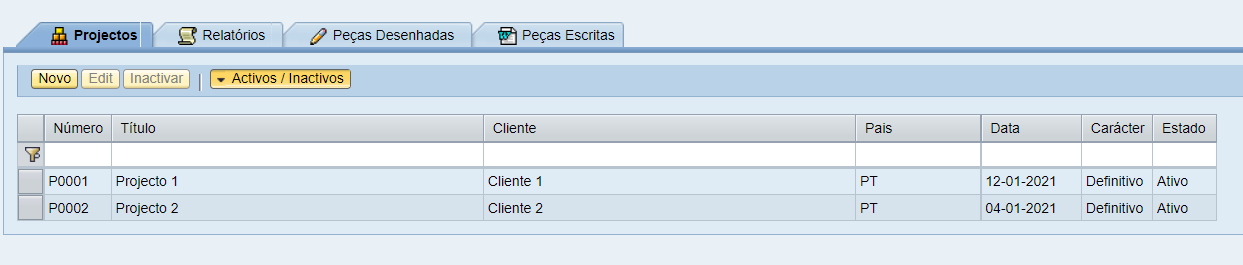 Projectos Relatórios Peças Desenhadas Peças Escritas
Novo Edit Inactivar Activos / Inactivos
Número Título Cliente Pais Data Carácter Estado
P0001 Projecto 1 Cliente 1 PT 12-01-2021 Definitivo Ativo
P0002 Projecto 2 Cliente 2 PT 04-01-2021 Definitivo Ativo